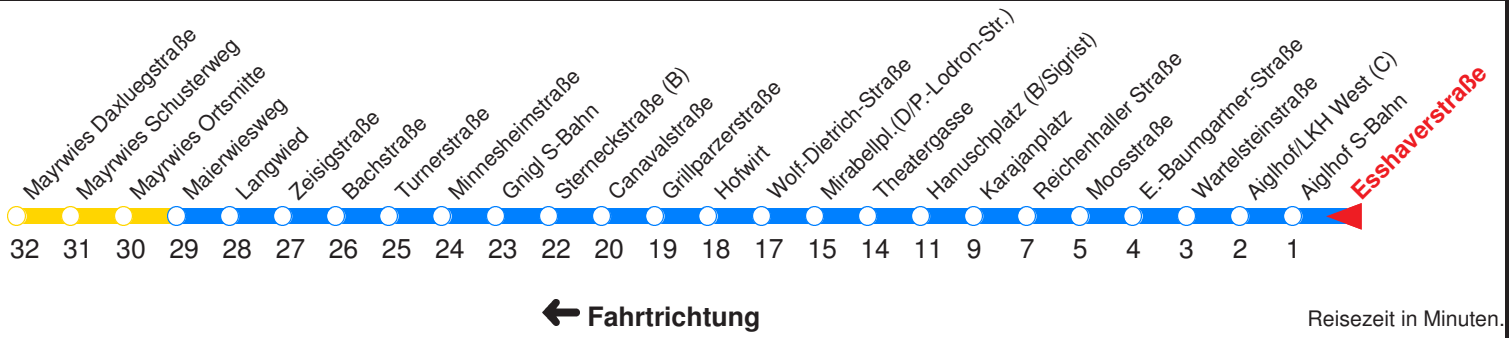 Mayrwies Daxluegstraße
Mayrwies Schusterweg
Mayrwies Ortsmitte
Maierwiesweg
Langwied
Zeisigstraße
Bachstraße
Turnerstraße
Minnesheimstraße
Gnigl S-Bahn
Sterneckstraße (B)
Canavalstraße
Grillparzerstraße
Hofwirt
Wolf-Dietrich-Straße
Mirabellpl.(D/P.-Lodron-Str.)
Theatergasse
Hanuschplatz (B/Sigrist)
Karajanplatz
Reichenhaller Straße
Moosstraße
E.-Baumgartner-Straße
Wartelsteinstraße
Aiglhof/LKH West (C)
Aiglhof S-Bahn
Esshaverstraße
32 31 30 29 28 27 26 25 24 23 22 20 19 18 17 15 14 11 9 7 5 4 3 2 1
← Fahrtrichtung
Reisezeit in Minuten.